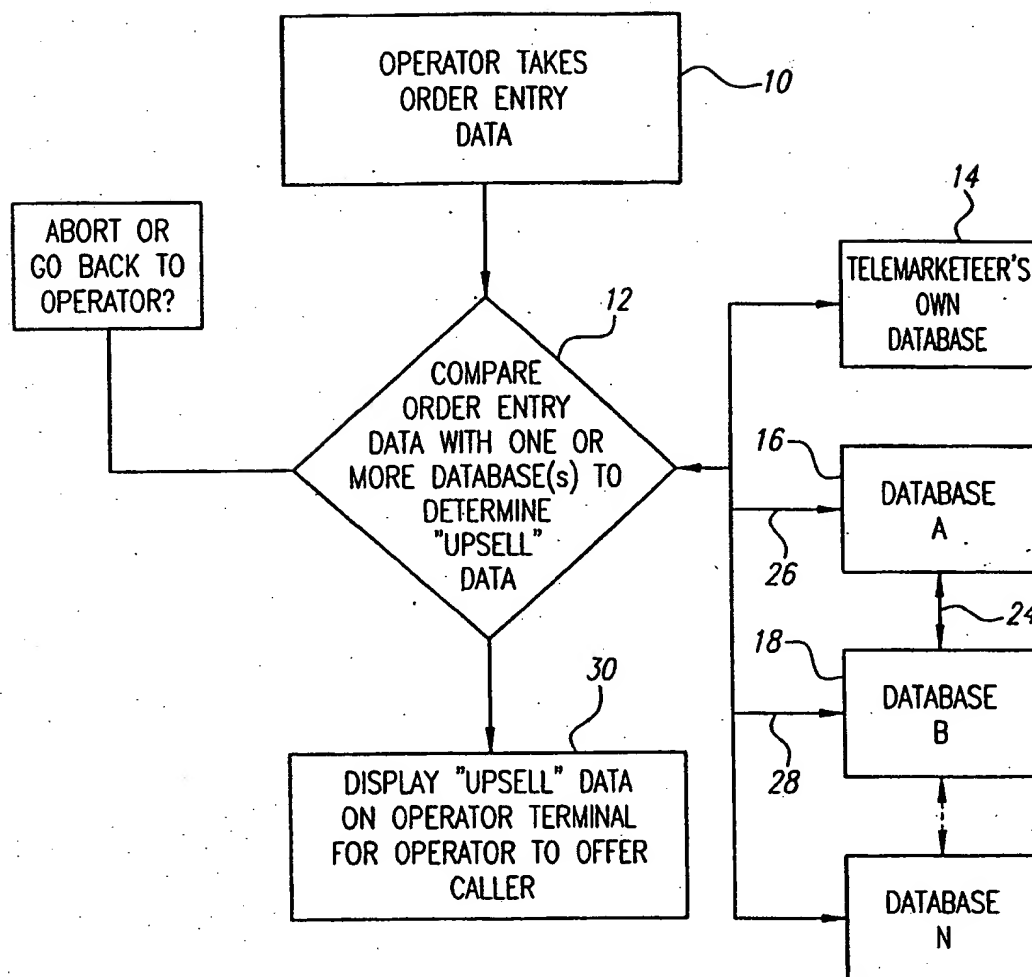 OPERATOR TAKES
ORDER ENTRY
DATA
10
ABORT OR
GO BACK TO
OPERATOR?
14
TELEMARKETEER'S
OWN
DATABASE
12
COMPARE
ORDER ENTRY
DATA WITH ONE OR
MORE DATABASE(s) TO
DETERMINE
"UPSELL"
DATA
16
DATABASE
A
26
24
18
DATABASE
B
28
30
DISPLAY "UPSELL" DATA
ON OPERATOR TERMINAL
FOR OPERATOR TO OFFER
CALLER
DATABASE
N